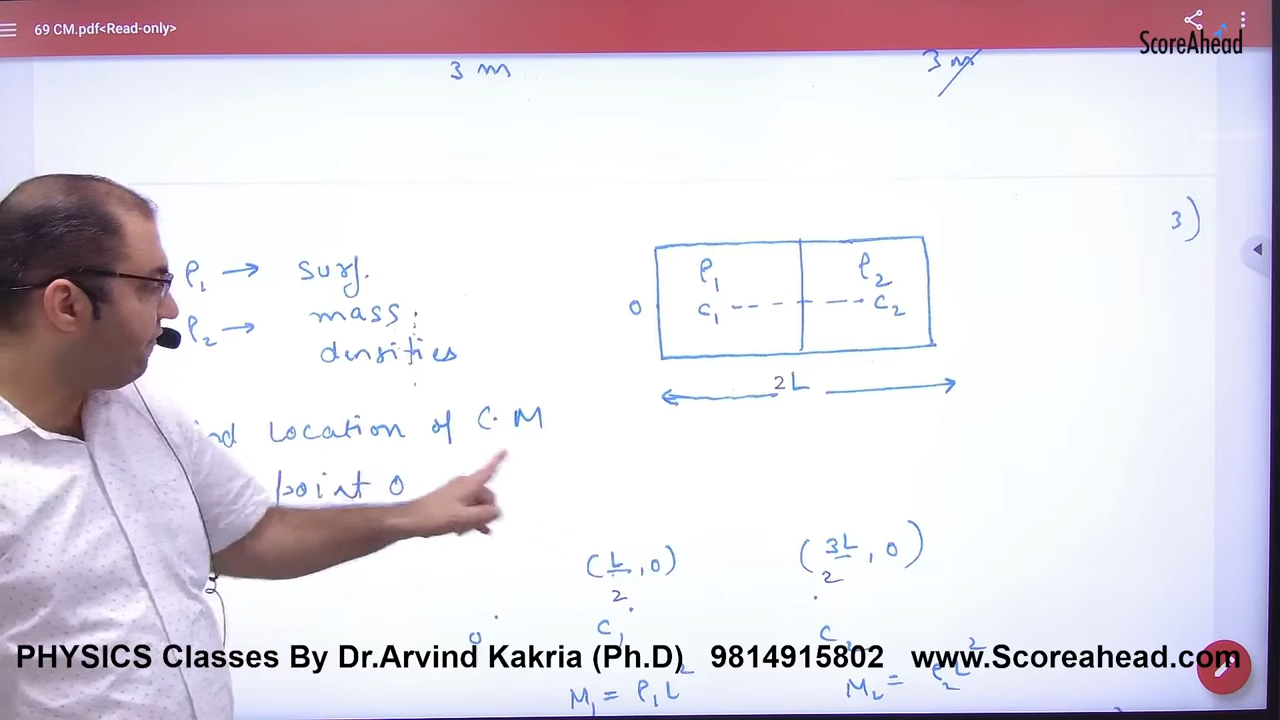 69 CM.pdf<Read-only>
ScoreAhead
3 m
3 m
3)
ρ₁ → surf.
mass
ρ₂ →
densities
ρ₁ ρ₂
O C₁ C₂
2L
Location of C.M
point O
(L/2, 0) (3L/2, 0)
O C₁ C₂
PHYSICS Classes By Dr.Arvind Kakria (Ph.D) 9814915802 www.Scoreahead.com
M₁ = ρ₁L² M₂ = ρ₂L²